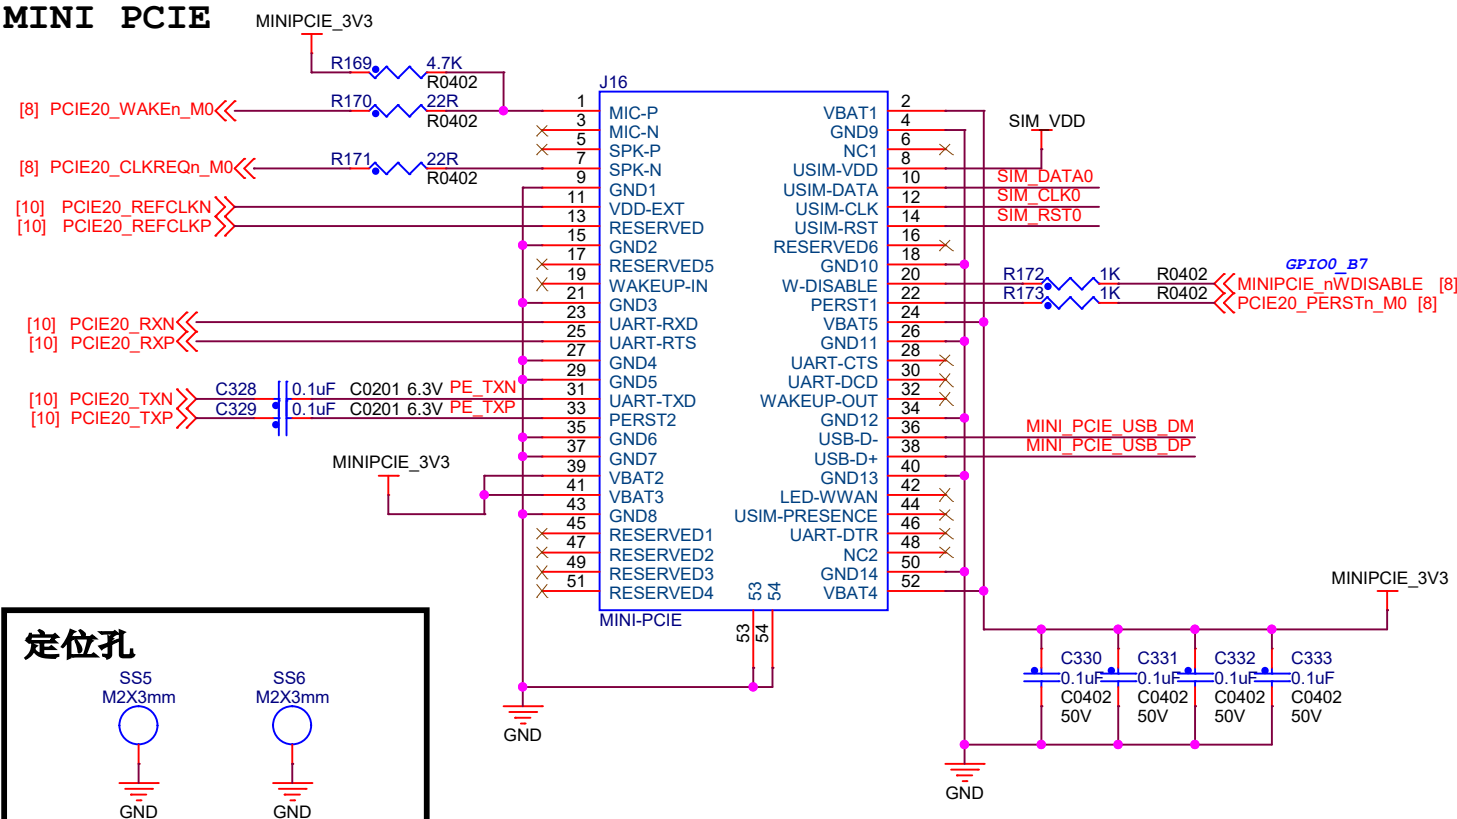 MINI PCIE
MINIPCIE_3V3
R169 4.7K
R0402
[8] PCIE20_WAKEn_M0 R170 22R
R0402
[8] PCIE20_CLKREQn_M0 R171 22R
R0402
[10] PCIE20_REFCLKN
[10] PCIE20_REFCLKP
[10] PCIE20_RXN
[10] PCIE20_RXP
[10] PCIE20_TXN C328 0.1uF C0201 6.3V PE_TXN
[10] PCIE20_TXP C329 0.1uF C0201 6.3V PE_TXP
MINIPCIE_3V3
J16
1 MIC-P VBAT1 2
3 MIC-N GND9 4
5 SPK-P NC1 6
7 SPK-N USIM-VDD 8
9 GND1 USIM-DATA 10
11 VDD-EXT USIM-CLK 12
13 RESERVED USIM-RST 14
15 GND2 RESERVED6 16
17 RESERVED5 GND10 18
19 WAKEUP-IN W-DISABLE 20
21 GND3 PERST1 22
23 UART-RXD VBAT5 24
25 UART-RTS GND11 26
27 GND4 UART-CTS 28
29 GND5 UART-DCD 30
31 UART-TXD WAKEUP-OUT 32
33 PERST2 GND12 34
35 GND6 USB-D- 36
37 GND7 USB-D+ 38
39 VBAT2 GND13 40
41 VBAT3 LED-WWAN 42
43 GND8 USIM-PRESENCE 44
45 RESERVED1 UART-DTR 46
47 RESERVED2 NC2 48
49 RESERVED3 GND14 50
51 RESERVED4 VBAT4 52
53 54
MINI-PCIE
53 54
GND
SIM_VDD
SIM_DATA0
SIM_CLK0
SIM_RST0
GPIO0_B7
R172 1K R0402 MINIPCIE_nWDISABLE [8]
R173 1K R0402 PCIE20_PERSTn_M0 [8]
MINI_PCIE_USB_DM
MINI_PCIE_USB_DP
MINIPCIE_3V3
C330 C331 C332 C333
0.1uF 0.1uF 0.1uF 0.1uF
C0402 C0402 C0402 C0402
50V 50V 50V 50V
GND
定位孔
SS5 SS6
M2X3mm M2X3mm
GND GND